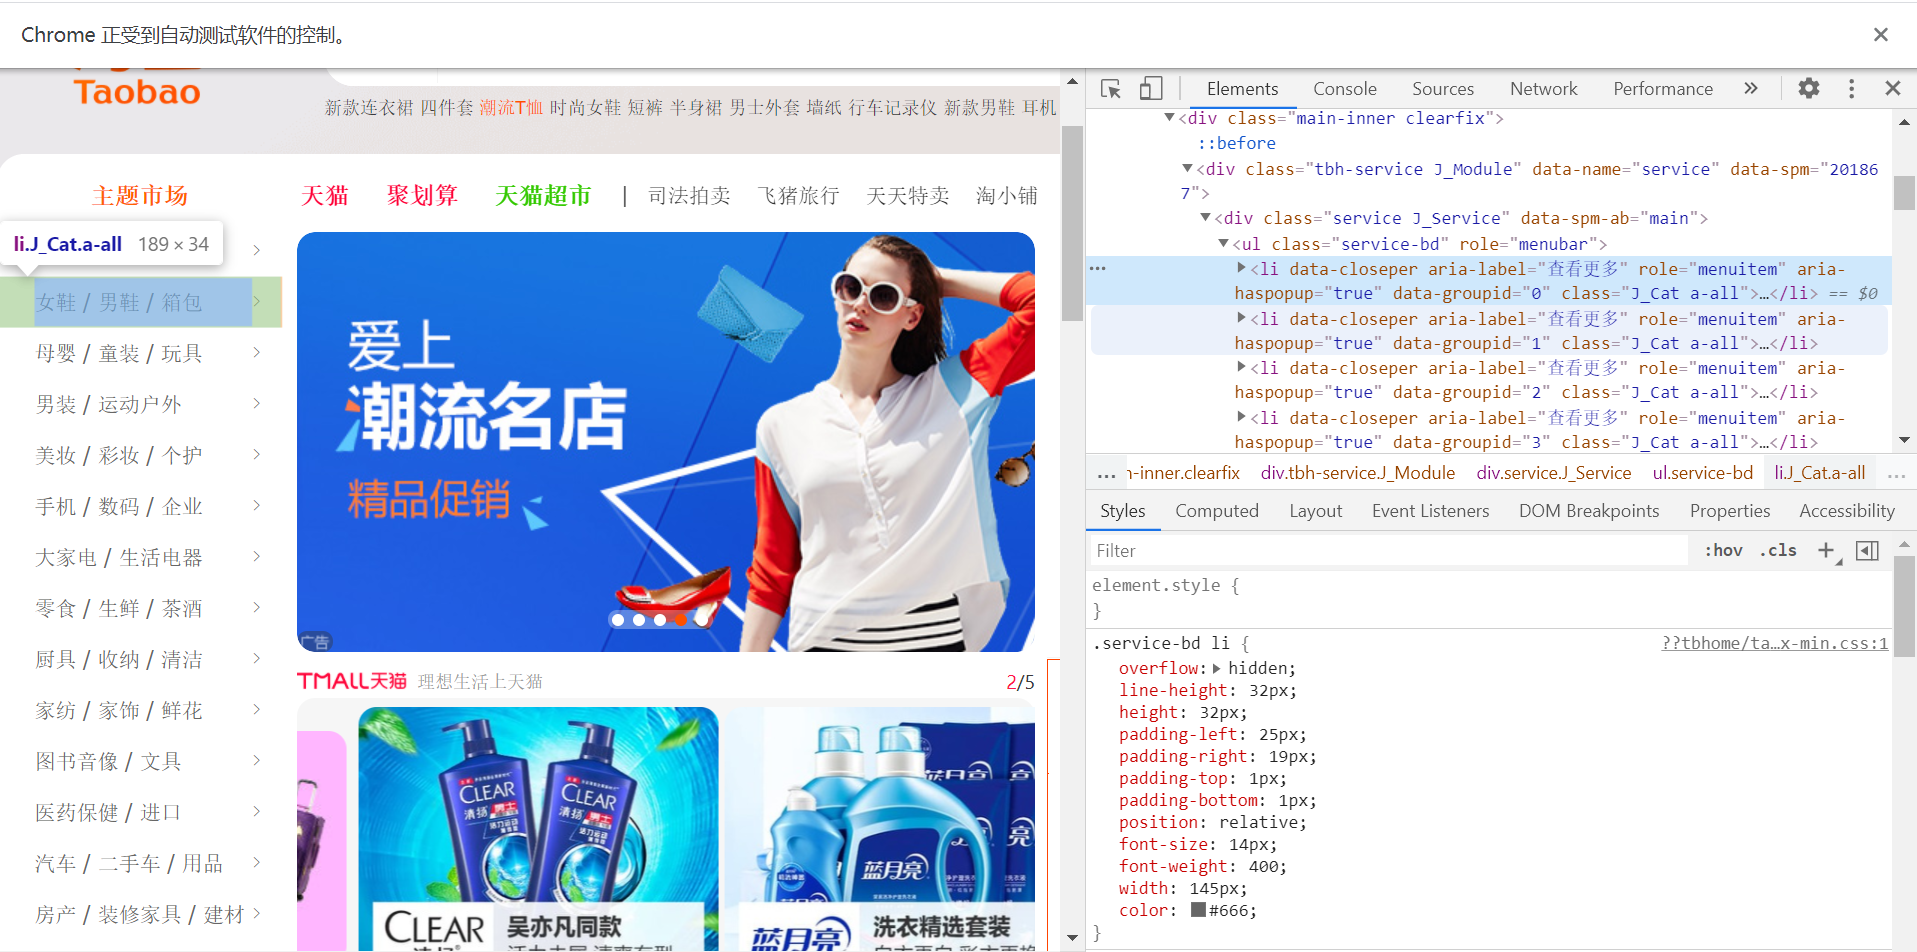 Chrome 正受到自动测试软件的控制。
Taobao
新款连衣裙 四件套 潮流T恤 时尚女鞋 短裤 半身裙 男士外套 墙纸 行车记录仪 新款男鞋 耳机
主题市场
天猫 聚划算 天猫超市 | 司法拍卖 飞猪旅行 天天特卖 淘小铺
li.J_Cat.a-all 189 × 34
女鞋 / 男鞋 / 箱包
母婴 / 童装 / 玩具
男装 / 运动户外
美妆 / 彩妆 / 个护
手机 / 数码 / 企业
大家电 / 生活电器
零食 / 生鲜 / 茶酒
厨具 / 收纳 / 清洁
家纺 / 家饰 / 鲜花
图书音像 / 文具
医药保健 / 进口
汽车 / 二手车 / 用品
房产 / 装修家具 / 建材
爱上
潮流名店
精品促销
广告
TMALL天猫 理想生活上天猫 2/5
CLEAR
清扬
男士
CLEAR
清扬
男士
CLEAR
吴亦凡同款
蓝月亮
蓝月亮
洗衣精选套装
Elements Console Sources Network Performance »
<div class="main-inner clearfix">
::before
<div class="tbh-service J_Module" data-name="service" data-spm="20186
7">
<div class="service J_Service" data-spm-ab="main">
<ul class="service-bd" role="menubar">
<li data-closeper aria-label="查看更多" role="menuitem" aria-
haspopup="true" data-groupid="0" class="J_Cat a-all">…</li> == $0
<li data-closeper aria-label="查看更多" role="menuitem" aria-
haspopup="true" data-groupid="1" class="J_Cat a-all">…</li>
<li data-closeper aria-label="查看更多" role="menuitem" aria-
haspopup="true" data-groupid="2" class="J_Cat a-all">…</li>
<li data-closeper aria-label="查看更多" role="menuitem" aria-
haspopup="true" data-groupid="3" class="J_Cat a-all">…</li>
... n-inner.clearfix div.tbh-service.J_Module div.service.J_Service ul.service-bd li.J_Cat.a-all ...
Styles Computed Layout Event Listeners DOM Breakpoints Properties Accessibility
Filter :hov .cls +
element.style {
}
.service-bd li { ??tbhome/ta…x-min.css:1
overflow: hidden;
line-height: 32px;
height: 32px;
padding-left: 25px;
padding-right: 19px;
padding-top: 1px;
padding-bottom: 1px;
position: relative;
font-size: 14px;
font-weight: 400;
width: 145px;
color: #666;
}